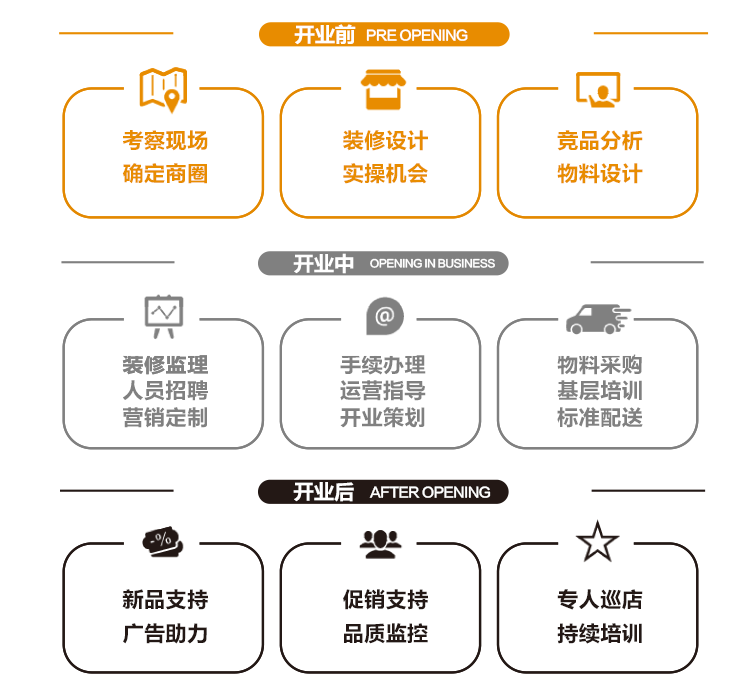 开业前 PRE OPENING
考察现场
确定商圈
装修设计
实操机会
竞品分析
物料设计
开业中 OPENING IN BUSINESS
装修监理
人员招聘
营销定制
手续办理
运营指导
开业策划
物料采购
基层培训
标准配送
开业后 AFTER OPENING
-%
新品支持
广告助力
促销支持
品质监控
专人巡店
持续培训